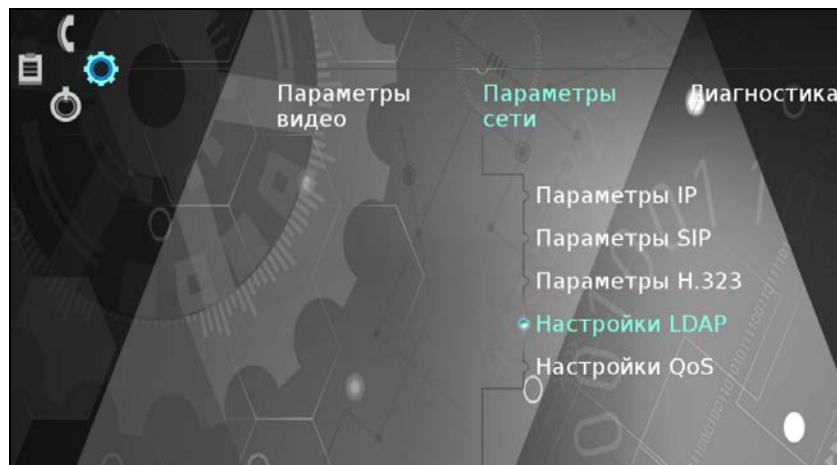 Параметры
видео
Параметры
сети
Диагностика
Параметры IP
Параметры SIP
Параметры H.323
Настройки LDAP
Настройки QoS